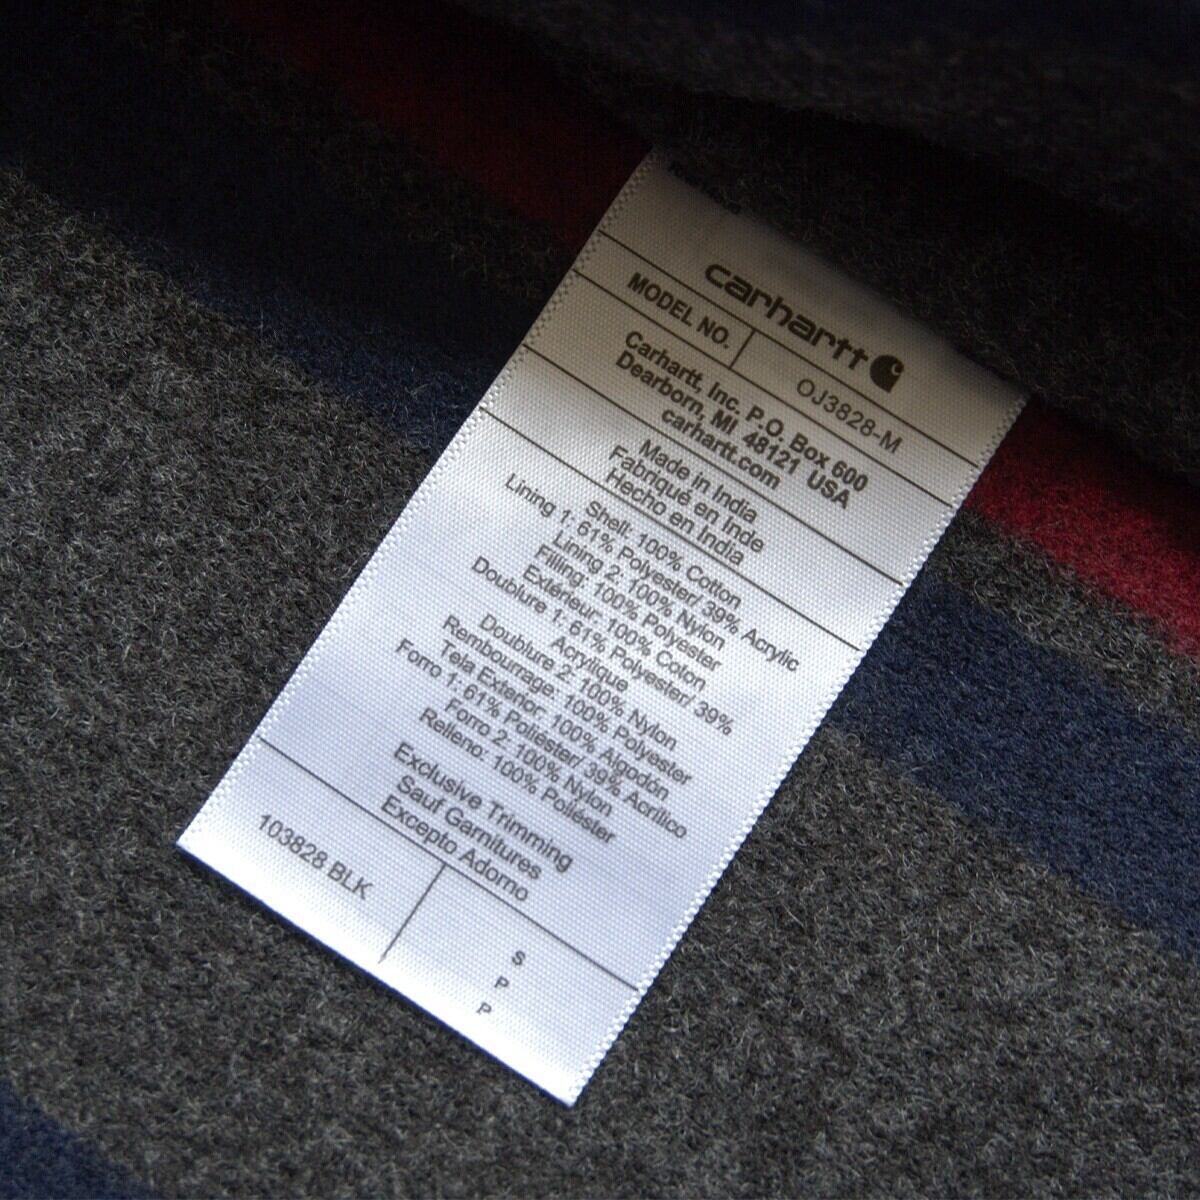 carhartt
MODEL NO. OJ3828-M
Carhartt, Inc. P.O. Box 600
Dearborn, MI 48121 USA
carhartt.com
Made in India
Fabriqué en Inde
Hecho en India
Shell: 100% Cotton
Lining 1: 61% Polyester/ 39% Acrylic
Lining 2: 100% Nylon
Filling: 100% Polyester
Extérieur: 100% Coton
Doublure 1: 61% Polyester/ 39%
Acrylique
Doublure 2: 100% Nylon
Rembourrage: 100% Polyester
Tela Exterior: 100% Algodón
Forro 1: 61% Poliéster/ 39% Acrílico
Forro 2: 100% Nylon
Relleno: 100% Poliéster
Exclusive Trimming
Sauf Garnitures
Excepto Adorno
103828 BLK
S
P
P